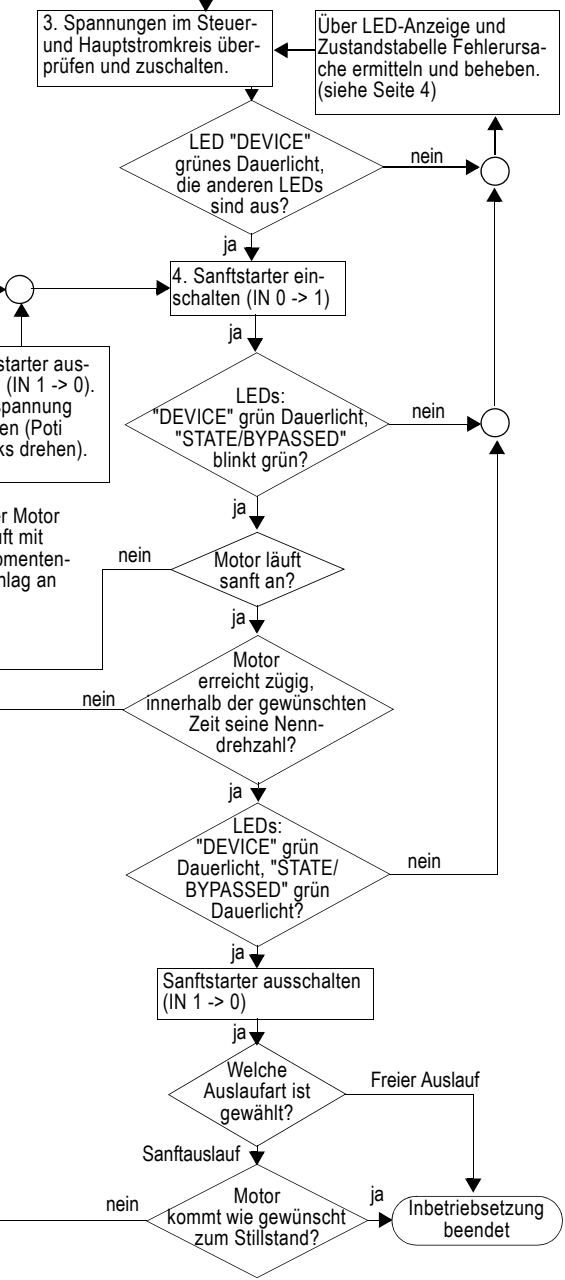 3. Spannungen im Steuer-
und Hauptstromkreis über-
prüfen und zuschalten.
Über LED-Anzeige und
Zustandstabelle Fehlerursa-
che ermitteln und beheben.
(siehe Seite 4)
LED "DEVICE"
grünes Dauerlicht,
die anderen LEDs
sind aus?
nein
ja
4. Sanftstarter ein-
schalten (IN 0 -> 1)
ja
starter aus-
(IN 1 -> 0).
spannung
en (Poti
ks drehen).
LEDs:
"DEVICE" grün Dauerlicht,
"STATE/BYPASSED"
blinkt grün?
nein
ja
er Motor
uft mit
omenten-
hlag an
nein
Motor läuft
sanft an?
ja
nein
Motor
erreicht zügig,
innerhalb der gewünschten
Zeit seine Nenn-
drehzahl?
ja
LEDs:
"DEVICE" grün
Dauerlicht, "STATE/
BYPASSED" grün
Dauerlicht?
nein
ja
Sanftstarter ausschalten
(IN 1 -> 0)
ja
Welche
Auslaufart ist
gewählt?
Freier Auslauf
Sanftauslauf
nein
Motor
kommt wie gewünscht
zum Stillstand?
ja
Inbetriebsetzung
beendet